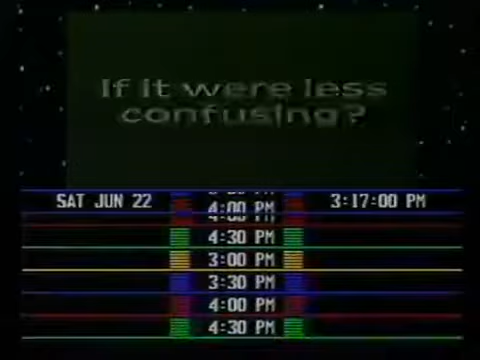 If it were less
confusing?
SAT JUN 22
4:00 PM
3:17:00 PM
4:30 PM
3:00 PM
3:30 PM
4:00 PM
4:30 PM